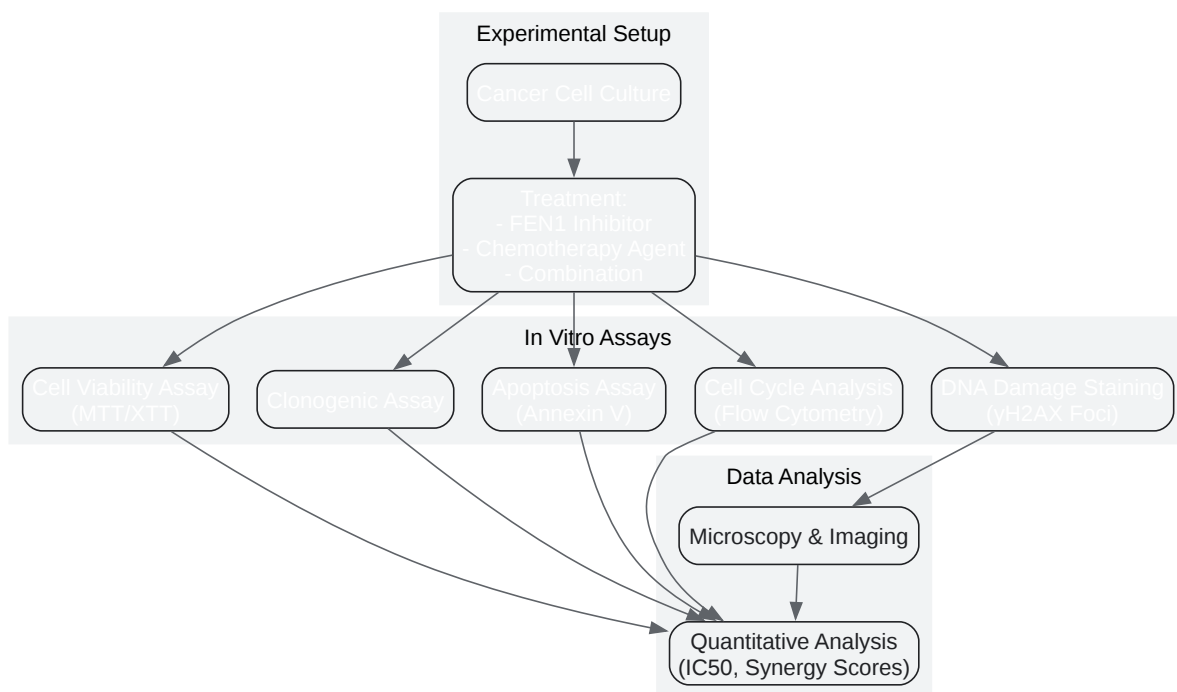 Experimental Setup
Cancer Cell Culture
Treatment:
- FEN1 Inhibitor
- Chemotherapy Agent
- Combination
In Vitro Assays
Cell Viability Assay
(MTT/XTT)
Clonogenic Assay
Apoptosis Assay
(Annexin V)
Cell Cycle Analysis
(Flow Cytometry)
DNA Damage Staining
(γH2AX Foci)
Data Analysis
Microscopy & Imaging
Quantitative Analysis
(IC50, Synergy Scores)